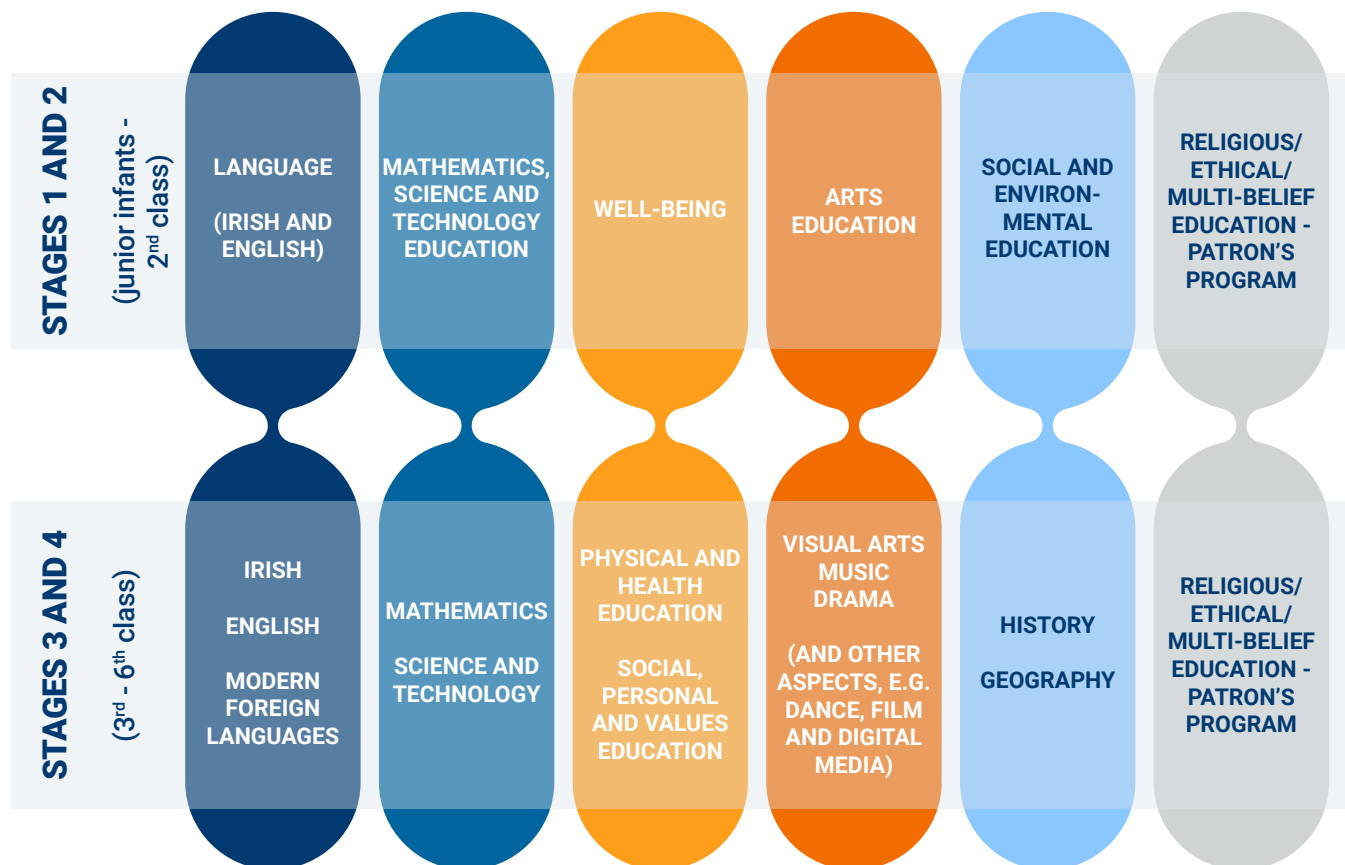 STAGES 1 AND 2
(junior infants -
2nd class)
LANGUAGE
(IRISH AND
ENGLISH)
MATHEMATICS,
SCIENCE AND
TECHNOLOGY
EDUCATION
WELL-BEING
ARTS
EDUCATION
SOCIAL AND
ENVIRON-
MENTAL
EDUCATION
RELIGIOUS/
ETHICAL/
MULTI-BELIEF
EDUCATION -
PATRON'S
PROGRAM
STAGES 3 AND 4
(3rd - 6th class)
IRISH
ENGLISH
MODERN
FOREIGN
LANGUAGES
MATHEMATICS
SCIENCE AND
TECHNOLOGY
PHYSICAL AND
HEALTH
EDUCATION
SOCIAL,
PERSONAL
AND VALUES
EDUCATION
VISUAL ARTS
MUSIC
DRAMA
(AND OTHER
ASPECTS, E.G.
DANCE, FILM
AND DIGITAL
MEDIA)
HISTORY
GEOGRAPHY
RELIGIOUS/
ETHICAL/
MULTI-BELIEF
EDUCATION -
PATRON'S
PROGRAM